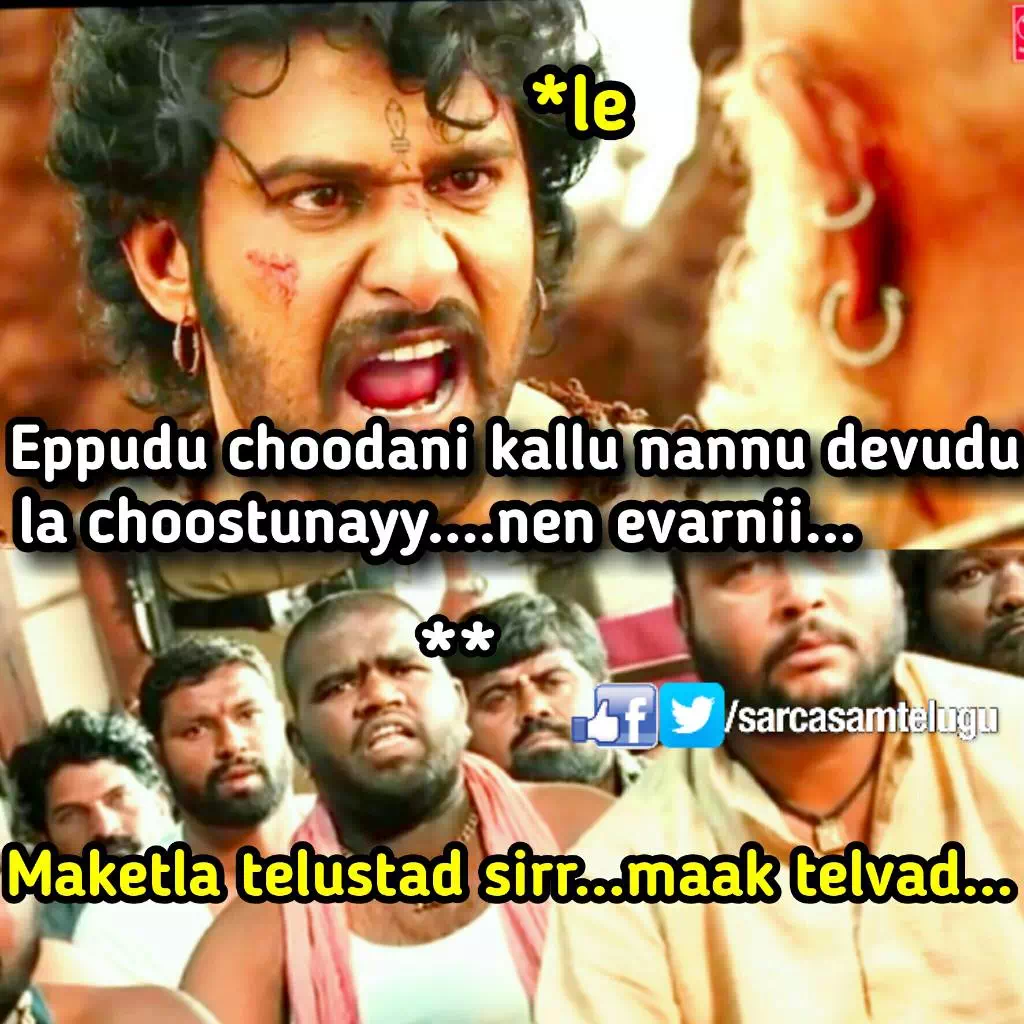 *le
Eppudu choodani kallu nannu devudu
la choostunayy....nen evarnii...
**
f /sarcasamtelugu
Maketla telustad sirr...maak telvad...